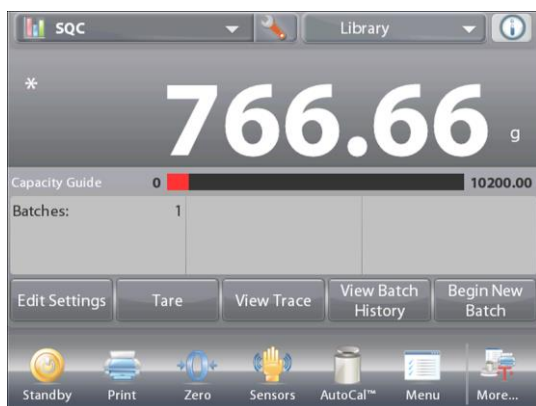 SQC
Library
*
766.66 g
Capacity Guide 0 10200.00
Batches: 1
Edit Settings
Tare
View Trace
View Batch
History
Begin New
Batch
Standby
Print
Zero
Sensors
AutoCal™
Menu
More...